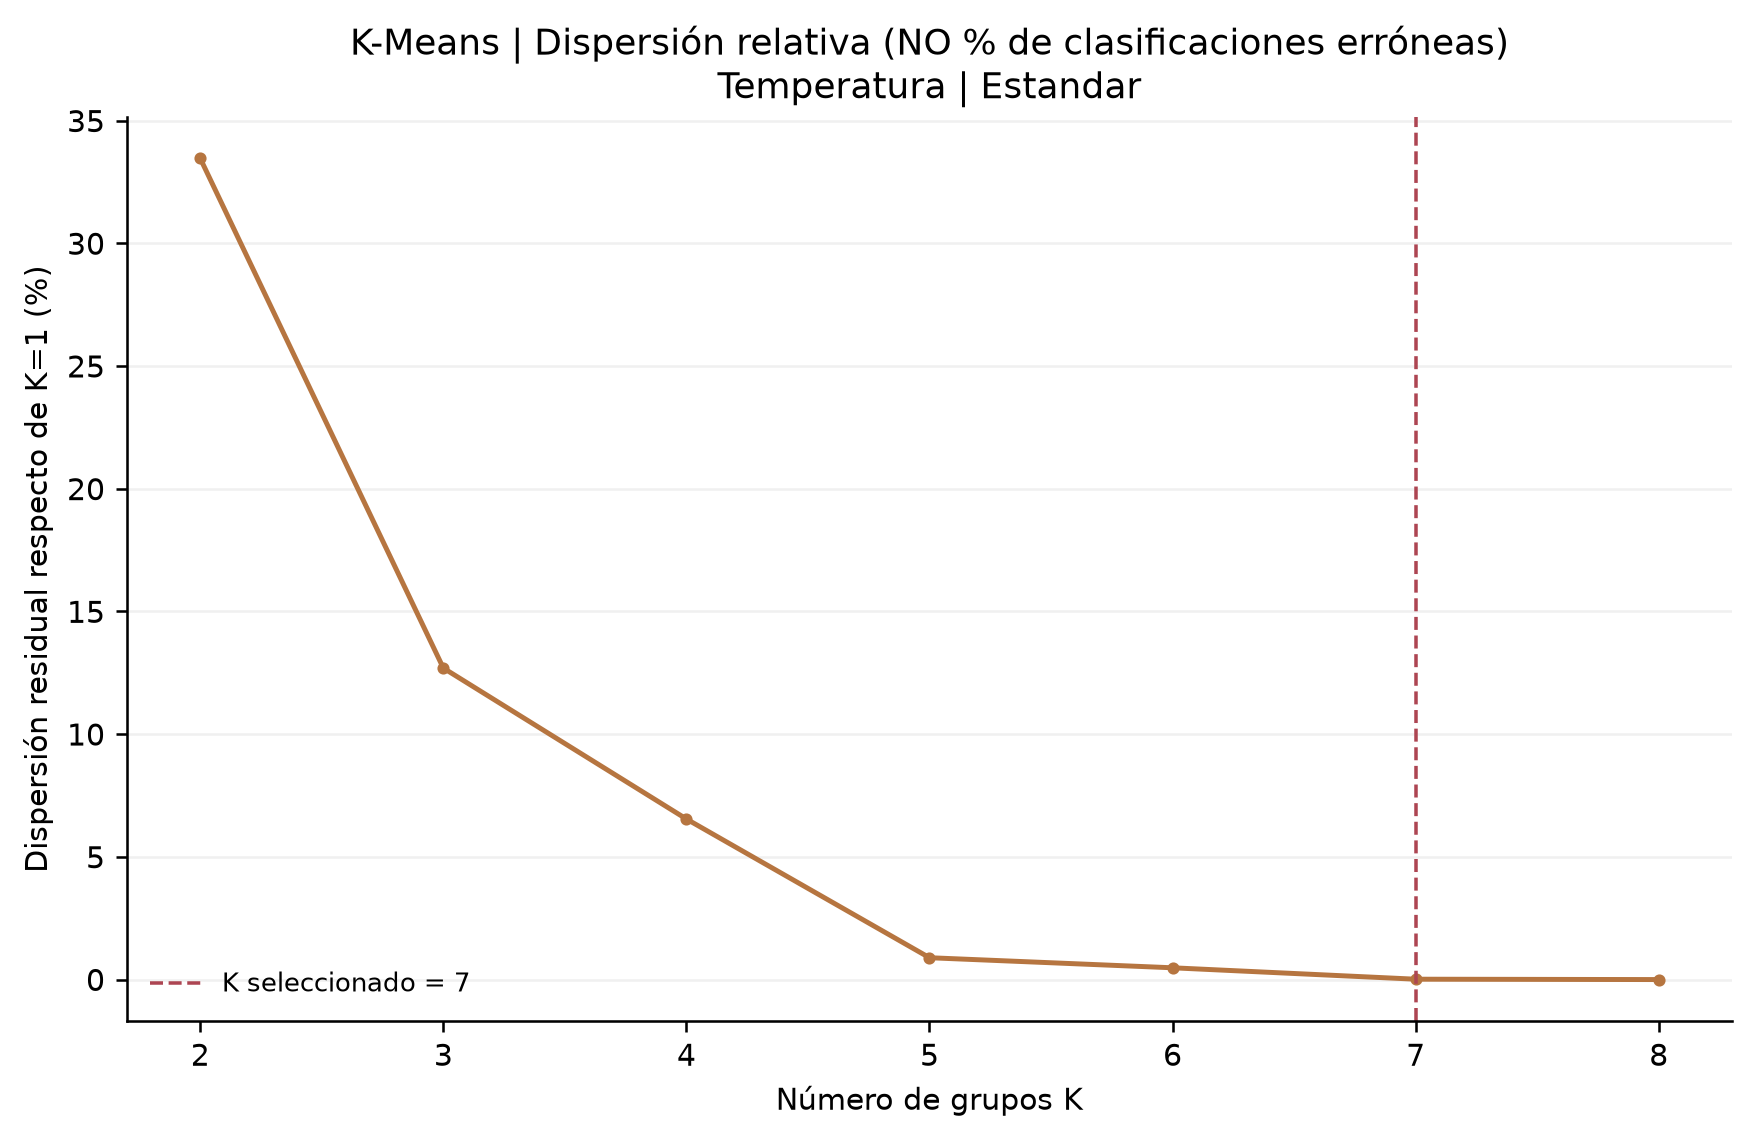 K-Means | Dispersión relativa (NO % de clasificaciones erróneas)
Temperatura | Estandar
Dispersión residual respecto de K=1 (%)
35
30
25
20
15
10
5
0
K seleccionado = 7
2 3 4 5 6 7 8
Número de grupos K